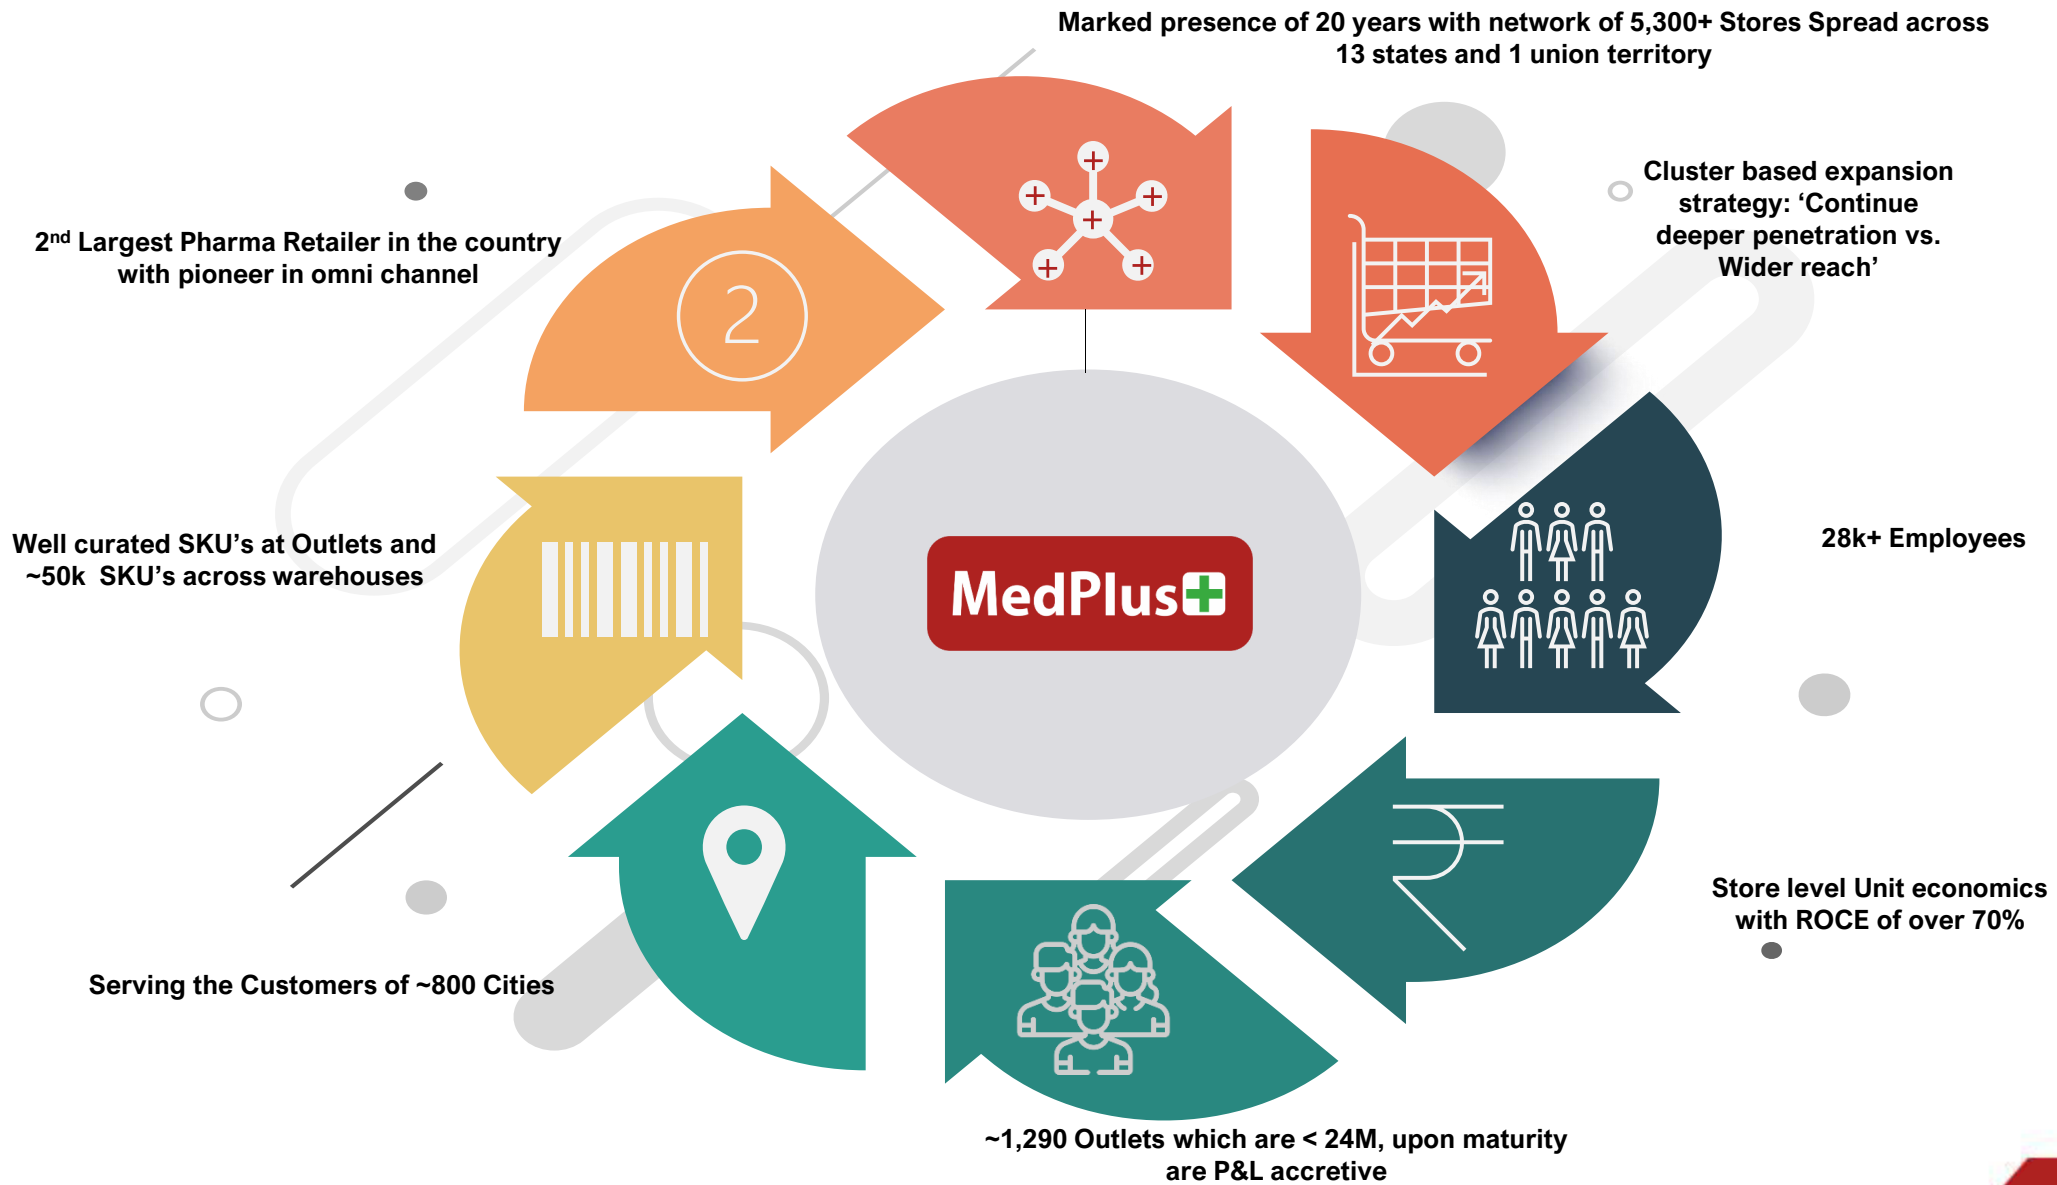 Marked presence of 20 years with network of 5,300+ Stores Spread across
13 states and 1 union territory
Cluster based expansion
strategy: ‘Continue
deeper penetration vs.
Wider reach’
2nd Largest Pharma Retailer in the country
with pioneer in omni channel
2
28k+ Employees
Well curated SKU’s at Outlets and
~50k SKU’s across warehouses
MedPlus
Store level Unit economics
with ROCE of over 70%
Serving the Customers of ~800 Cities
~1,290 Outlets which are < 24M, upon maturity
are P&L accretive